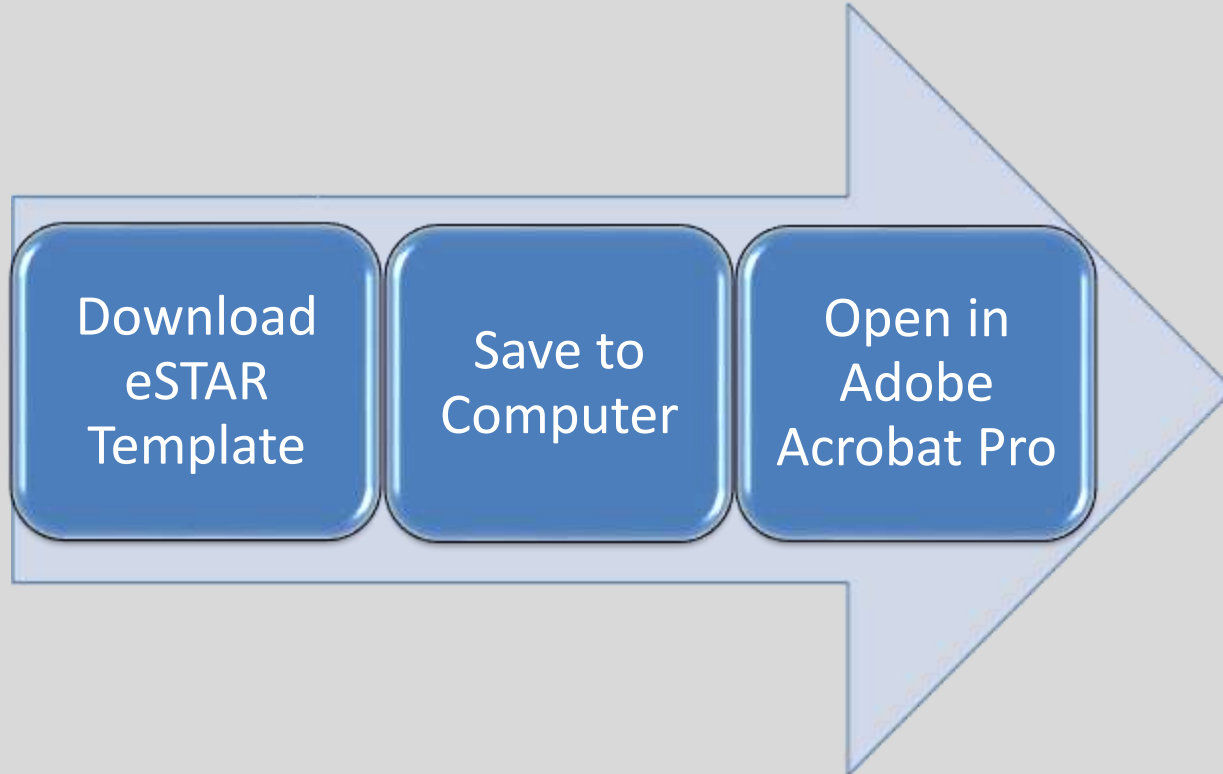 Download
eSTAR
Template
Save to
Computer
Open in
Adobe
Acrobat Pro